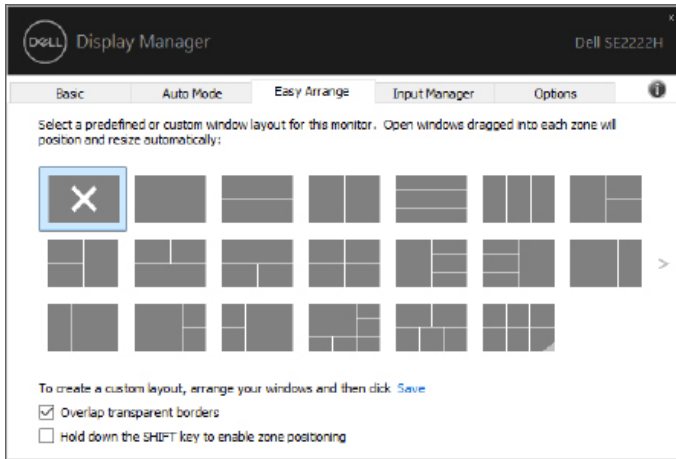 x
DELL Display Manager Dell SE2222H
Basic Auto Mode Easy Arrange Input Manager Options i
Select a predefined or custom window layout for this monitor. Open windows dragged into each zone will
position and resize automatically:
>
To create a custom layout, arrange your windows and then click Save
Overlap transparent borders
Hold down the SHIFT key to enable zone positioning